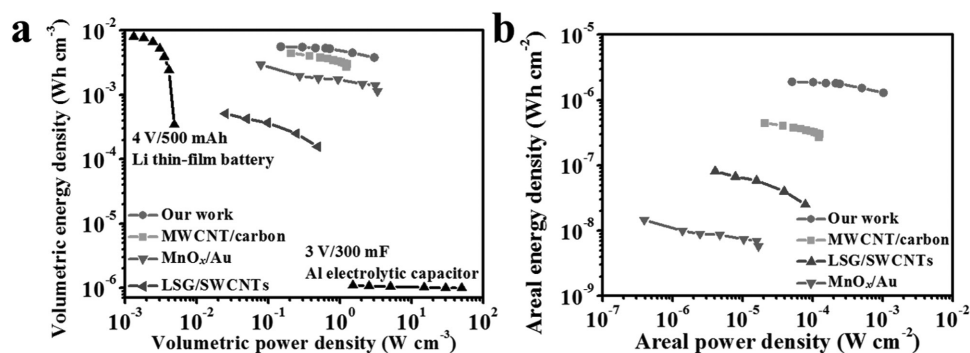 a
Volumetric energy density (Wh cm-3)
10-2
10-3
10-4
10-5
10-6
4 V/500 mAh
Li thin-film battery
Our work
MWCNT/carbon
MnOx/Au
LSG/SWCNTs
3 V/300 mF
Al electrolytic capacitor
10-3 10-2 10-1 100 101 102
Volumetric power density (W cm-3)
b
Areal energy density (Wh cm-2)
10-5
10-6
10-7
10-8
10-9
Our work
MWCNT/carbon
LSG/SWCNTs
MnOx/Au
10-7 10-6 10-5 10-4 10-3 10-2
Areal power density (W cm-2)